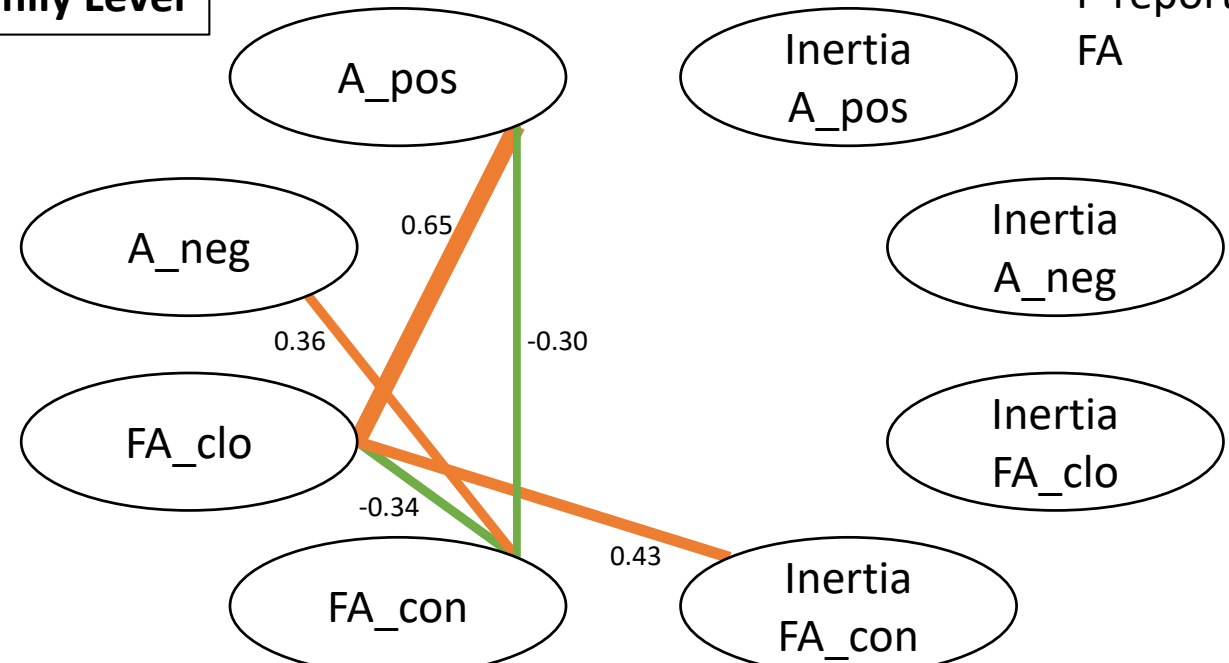 Level
A_pos
Inertia
A_pos
FA
A_neg
Inertia
A_neg
0.65
0.36
-0.30
FA_clo
Inertia
FA_clo
-0.34
0.43
FA_con
Inertia
FA_con